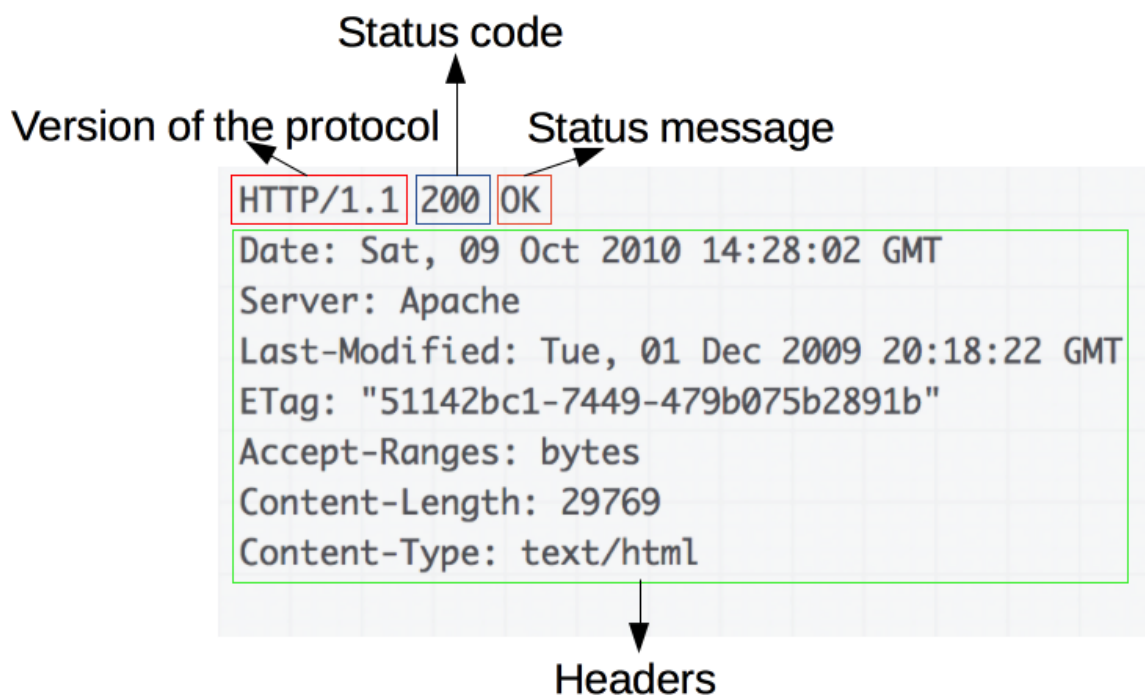 Status code
Version of the protocol
Status message
HTTP/1.1 200 OK
Date: Sat, 09 Oct 2010 14:28:02 GMT
Server: Apache
Last-Modified: Tue, 01 Dec 2009 20:18:22 GMT
ETag: "51142bc1-7449-479b075b2891b"
Accept-Ranges: bytes
Content-Length: 29769
Content-Type: text/html
Headers